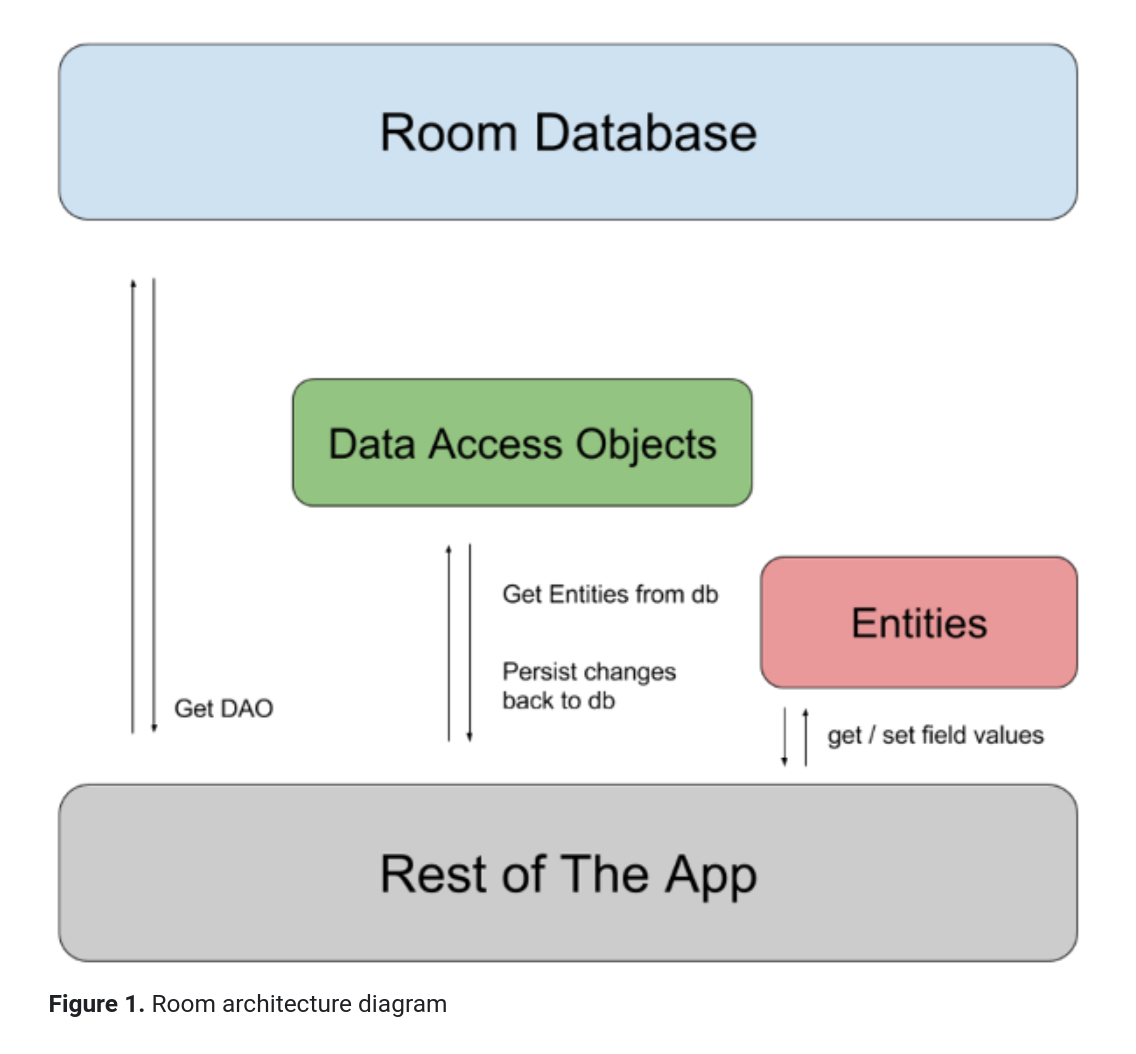 Room Database
Data Access Objects
Get Entities from db
Entities
Persist changes
back to db
Get DAO
get / set field values
Rest of The App
Figure 1. Room architecture diagram